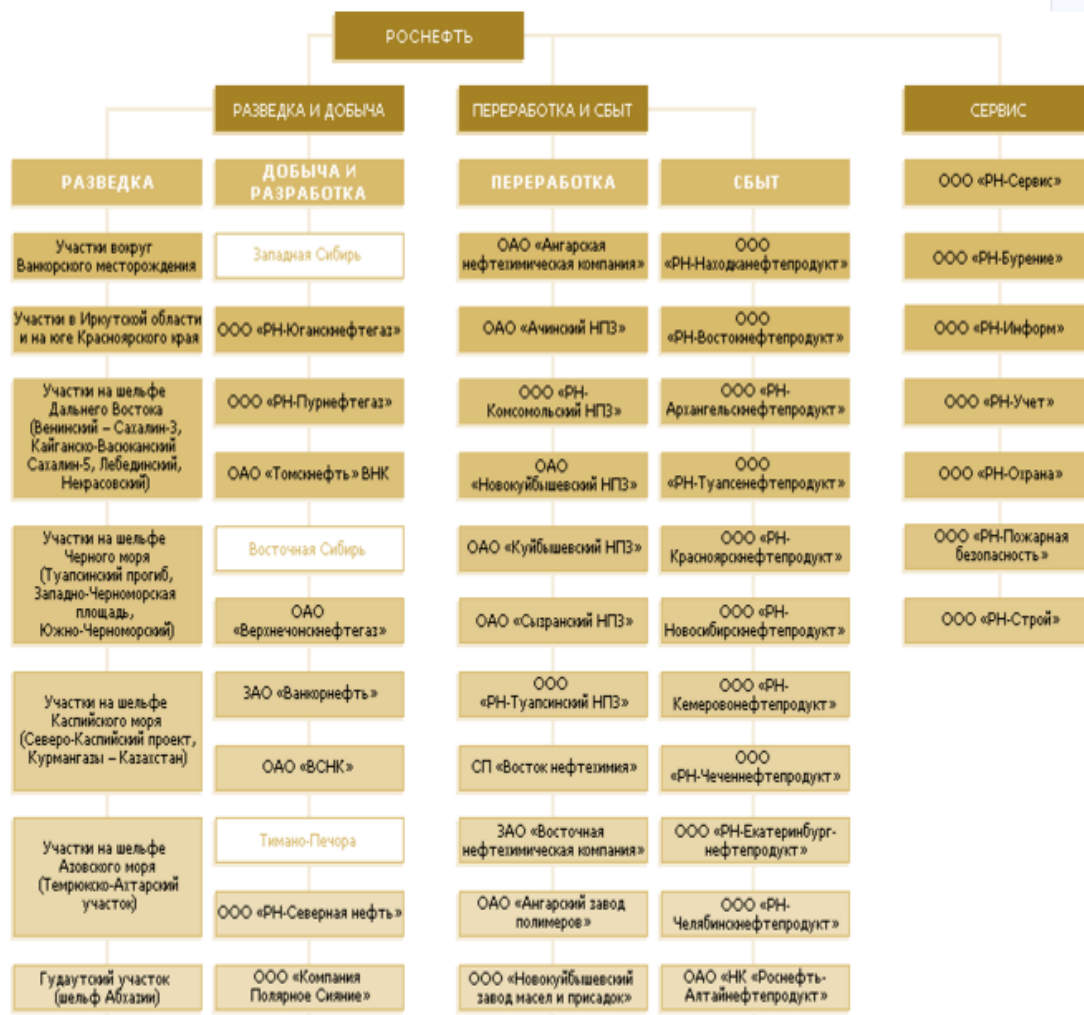 РОСНЕФТЬ
РАЗВЕДКА И ДОБЫЧА
ПЕРЕРАБОТКА И СБЫТ
СЕРВИС
РАЗВЕДКА
Участки вокруг
Ванкорского месторождения
Участки в Иркутской области
и на юге Красноярского края
Участки на шельфе
Дальнего Востока
(Венинский – Сахалин-3,
Кайганско-Васюканский
Сахалин-5, Лебединский,
Некрасовский)
Участки на шельфе
Черного моря
(Туапсинский прогиб,
Западно-Черноморская
площадь,
Южно-Черноморский)
Участки на шельфе
Каспийского моря
(Северо-Каспийский проект,
Курмангазы – Казахстан)
Участки на шельфе
Азовского моря
(Темрюкско-Ахтарский
участок)
Гудаутский участок
(шельф Абхазии)
ДОБЫЧА И
РАЗРАБОТКА
Западная Сибирь
ООО «РН-Юганскнефтегаз»
ООО «РН-Пурнефтегаз»
ОАО «Томскнефть» ВНК
Восточная Сибирь
ОАО
«Верхнечонскнефтегаз»
ЗАО «Ванкорнефть»
ОАО «ВСНК»
Тимано-Печора
ООО «РН-Северная нефть»
ООО «Компания
Полярное Сияние»
ПЕРЕРАБОТКА
ОАО «Ангарская
нефтехимическая компания»
ОАО «Ачинский НПЗ»
ООО «РН-
Комсомольский НПЗ»
ОАО
«Новокуйбышевский НПЗ»
ОАО «Куйбышевский НПЗ»
ОАО «Сызранский НПЗ»
ООО
«РН-Туапсинский НПЗ»
СП «Восток нефтехимия»
ЗАО «Восточная
нефтехимическая компания»
ОАО «Ангарский завод
полимеров»
ООО «Новокуйбышевский
завод масел и присадок»
СБЫТ
ООО
«РН-Находканефтепродукт»
ООО
«РН-Востокнефтепродукт»
ООО «РН-
Архангельскнефтепродукт»
ООО
«РН-Туапсенефтепродукт»
ООО «РН-
Красноярскнефтепродукт»
ООО «РН-
Новосибирскнефтепродукт»
ООО «РН-
Кемеровонефтепродукт»
ООО
«РН-Чеченнефтепродукт»
ООО «РН-Екатеринбург-
нефтепродукт»
ООО «РН-
Челябинскнефтепродукт»
ОАО «НК «Роснефть-
Алтайнефтепродукт»
ООО «РН-Сервис»
ООО «РН-Бурение»
ООО «РН-Информ»
ООО «РН-Учет»
ООО «РН-Охрана»
ООО «РН-Пожарная
безопасность»
ООО «РН-Строй»